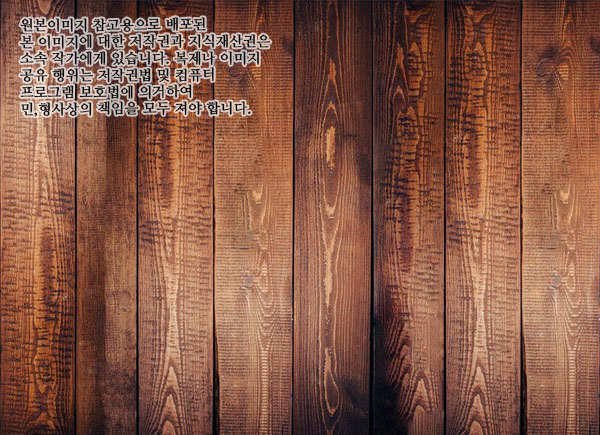 원본이미지 참고용으로 배포된
본 이미지에 대한 저작권과 지식재산권은
소속 작가에게 있습니다. 복제나 이미지
공유 행위는 저작권법 및 컴퓨터
프로그램 보호법에 의거하여
민,형사상의 책임을 모두 져야 합니다.